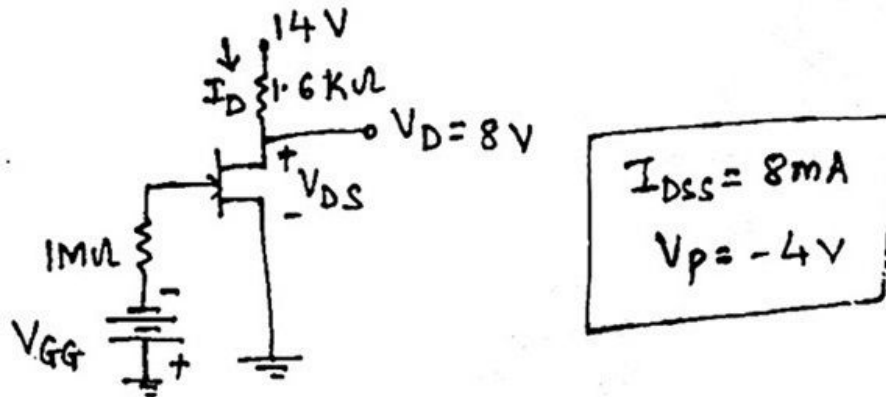 14V
I_D
1.6 KΩ
V_D = 8 V
+
V_DS
-
1MΩ
-
V_GG
+
I_DSS = 8mA
V_P = -4V